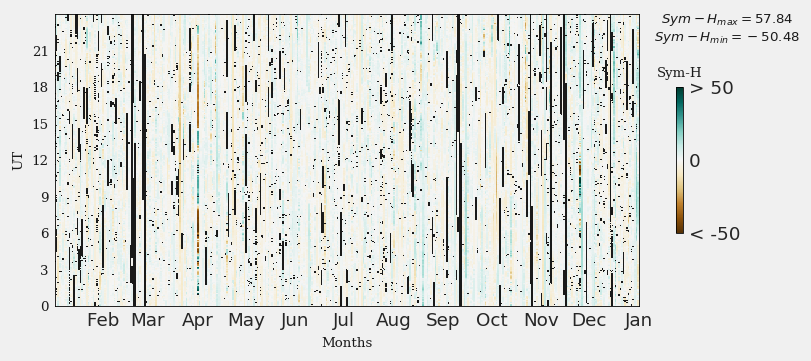 Sym−H_max = 57.84
Sym−H_min = −50.48
Sym-H
> 50
0
< -50
UT
21
18
15
12
9
6
3
0
Feb Mar Apr May Jun Jul Aug Sep Oct Nov Dec Jan
Months